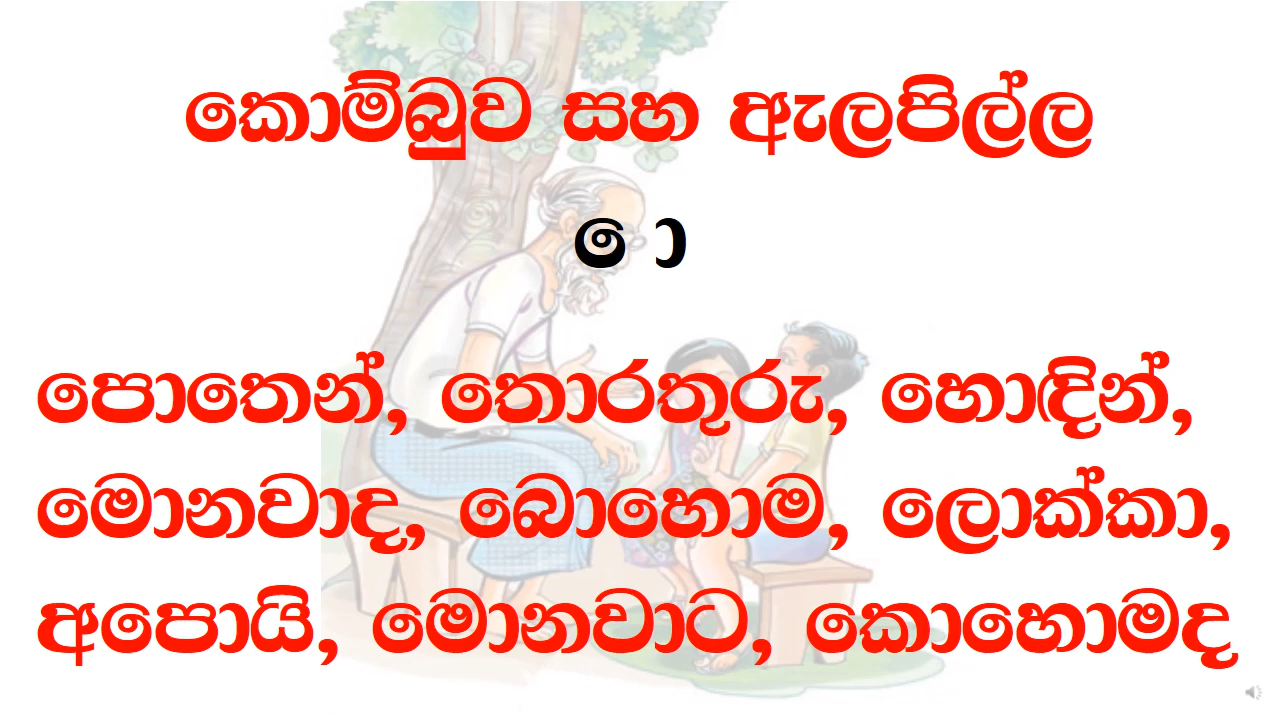 කොම්බුව සහ ඇලපිල්ල
ො
පොතෙන්, තොරතුරු, හොඳින්,
මොනවාද, බොහොම, ලොක්කා,
අපොයි, මොනවාට, කොහොමද